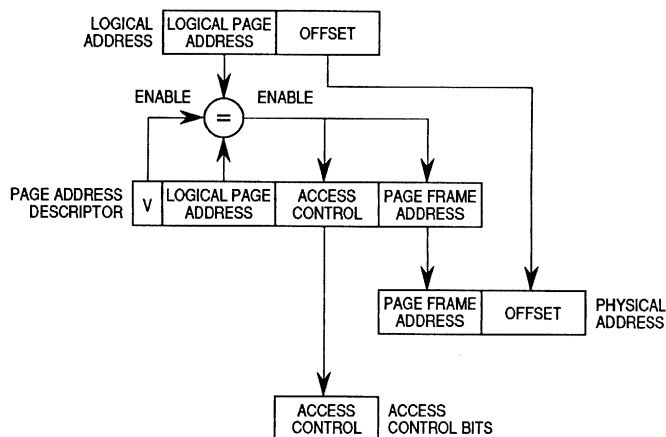 LOGICAL ADDRESS
LOGICAL PAGE ADDRESS
OFFSET
ENABLE
=
ENABLE
PAGE ADDRESS DESCRIPTOR
V
LOGICAL PAGE ADDRESS
ACCESS CONTROL
PAGE FRAME ADDRESS
PAGE FRAME ADDRESS
OFFSET
PHYSICAL ADDRESS
ACCESS CONTROL
ACCESS CONTROL BITS